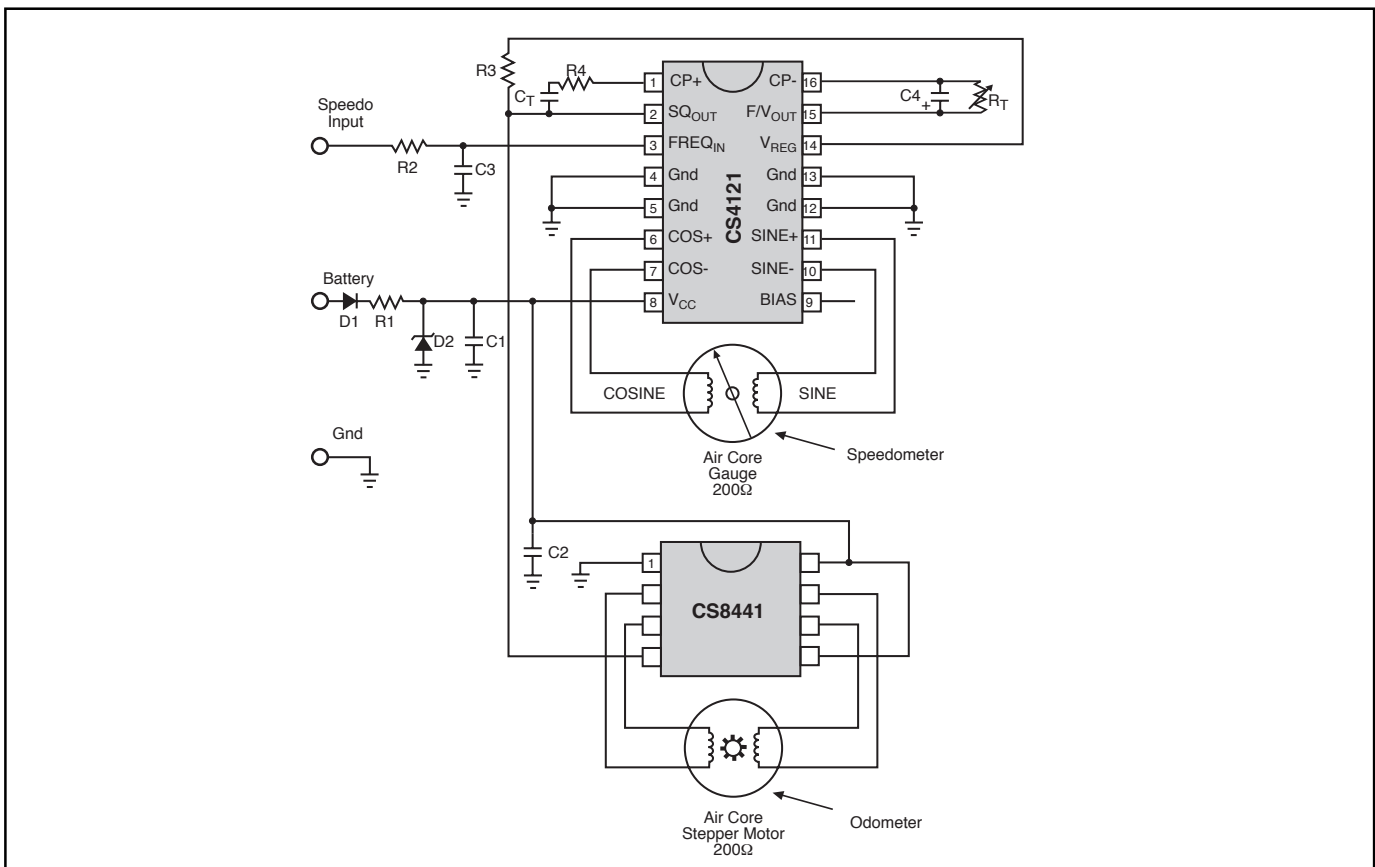 R3
R4
C_T
Speedo
Input
R2
C3
1 CP+
CP- 16
2 SQ_OUT
F/V_OUT 15
3 FREQ_IN
V_REG 14
4 Gnd
Gnd 13
5 Gnd
Gnd 12
6 COS+
SINE+ 11
7 COS-
SINE- 10
8 V_CC
BIAS 9
CS4121
C4
+
R_T
Battery
D1
R1
D2
C1
COSINE
SINE
Air Core
Gauge
200Ω
Speedometer
Gnd
C2
1
CS8441
Air Core
Stepper Motor
200Ω
Odometer